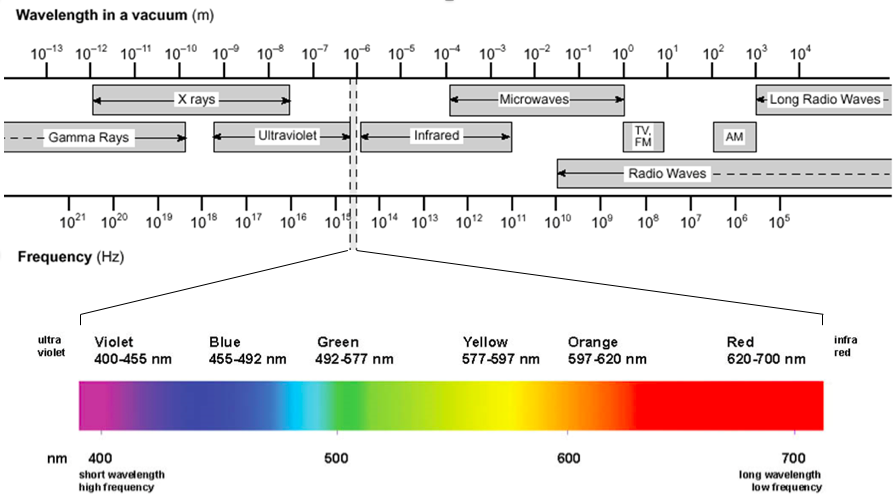 Wavelength in a vacuum (m)
10⁻¹³ 10⁻¹² 10⁻¹¹ 10⁻¹⁰ 10⁻⁹ 10⁻⁸ 10⁻⁷ 10⁻⁶ 10⁻⁵ 10⁻⁴ 10⁻³ 10⁻² 10⁻¹ 10⁰ 10¹ 10² 10³ 10⁴
X rays Microwaves Long Radio Waves
Gamma Rays Ultraviolet Infrared TV, AM
FM
Radio Waves
10²¹ 10²⁰ 10¹⁹ 10¹⁸ 10¹⁷ 10¹⁶ 10¹⁵ 10¹⁴ 10¹³ 10¹² 10¹¹ 10¹⁰ 10⁹ 10⁸ 10⁷ 10⁶ 10⁵
Frequency (Hz)
ultra Violet Blue Green Yellow Orange Red infra
violet 400-455 nm 455-492 nm 492-577 nm 577-597 nm 597-620 nm 620-700 nm red
nm 400 500 600 700
short wavelength long wavelength
high frequency low frequency